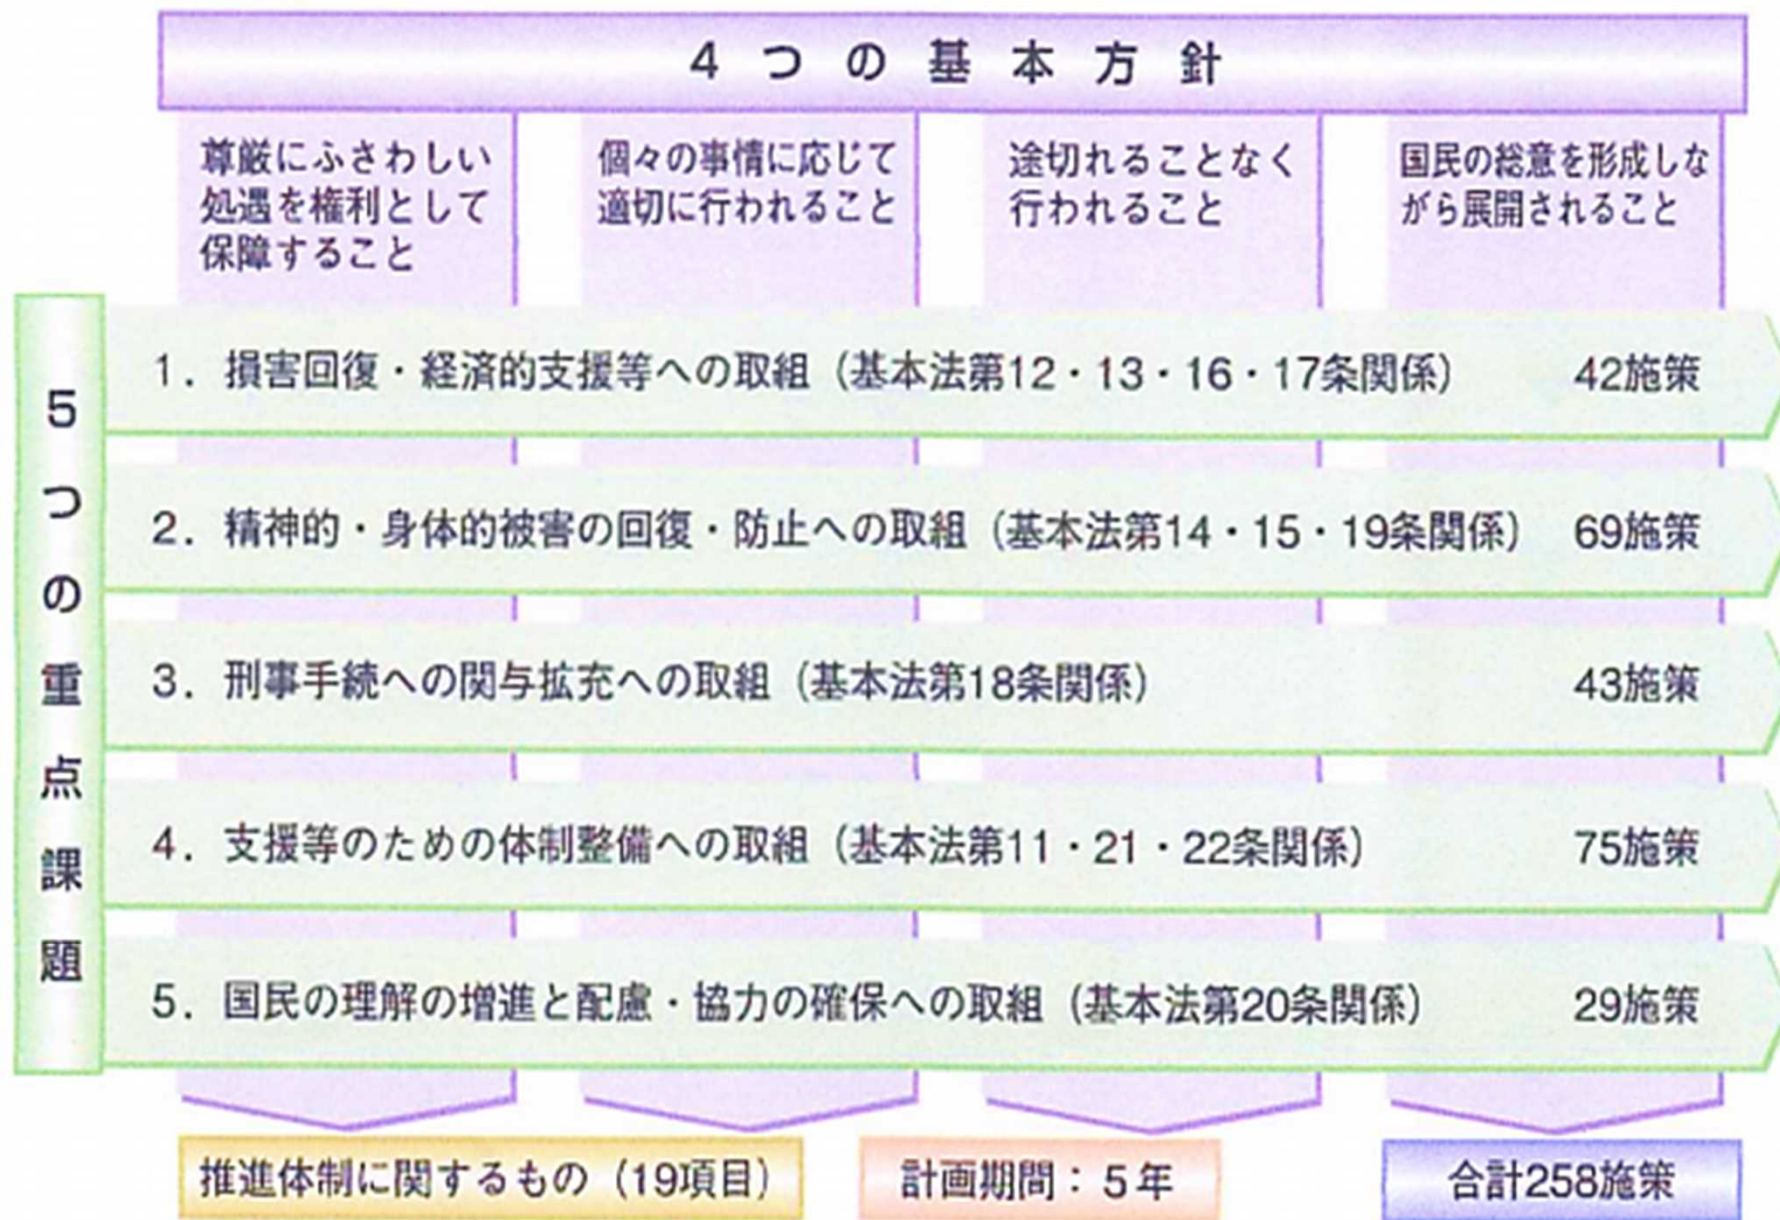 4つの基本方針
尊厳にふさわしい
処遇を権利として
保障すること
個々の事情に応じて
適切に行われること
途切れることなく
行われること
国民の総意を形成しな
がら展開されること
5つの重点課題
1．損害回復・経済的支援等への取組（基本法第12・13・16・17条関係） 42施策
2．精神的・身体的被害の回復・防止への取組（基本法第14・15・19条関係） 69施策
3．刑事手続への関与拡充への取組（基本法第18条関係） 43施策
4．支援等のための体制整備への取組（基本法第11・21・22条関係） 75施策
5．国民の理解の増進と配慮・協力の確保への取組（基本法第20条関係） 29施策
推進体制に関するもの（19項目）
計画期間：5年
合計258施策